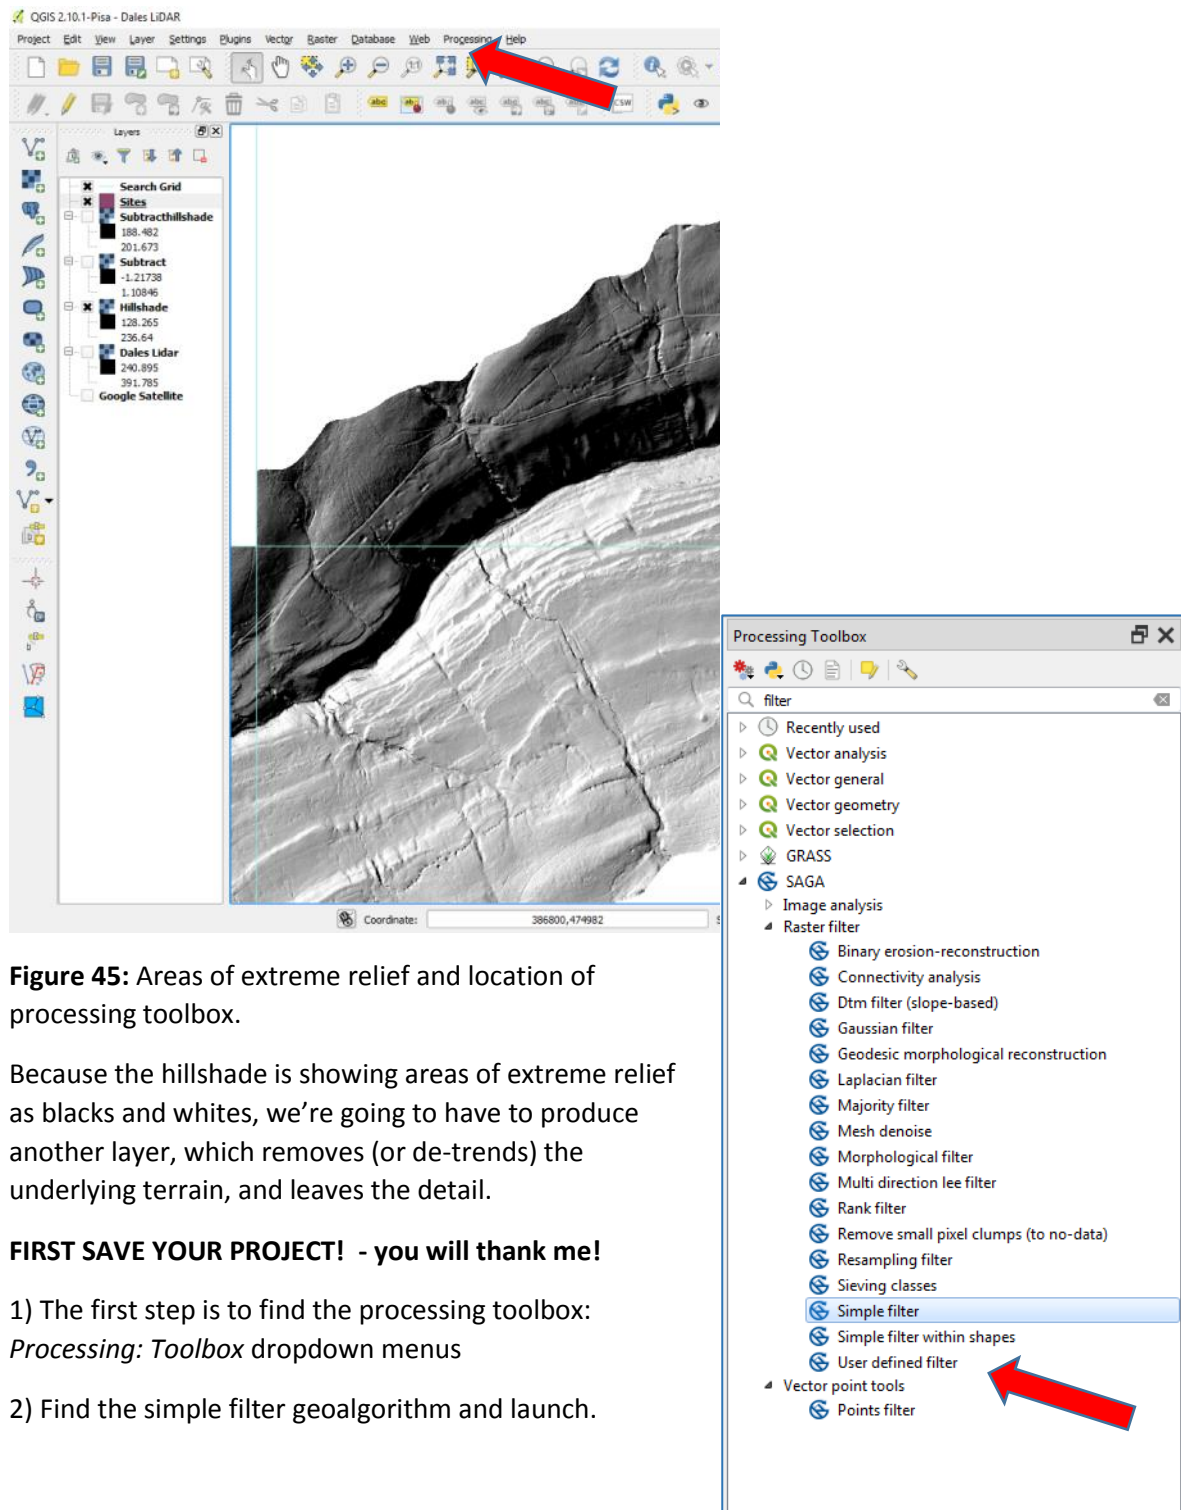 QGIS 2.10.1-Pisa - Dales LiDAR
Project Edit View Layer Settings Plugins Vector Raster Database Web Processing Help
Layers
Search Grid
Sites
Subtracthillshade
188.482
201.673
Subtract
-1.21738
1.10846
Hillshade
128.265
236.64
Dales Lidar
240.895
391.785
Google Satellite
Coordinate: 386800,474982
Processing Toolbox
filter
Recently used
Vector analysis
Vector general
Vector geometry
Vector selection
GRASS
SAGA
Image analysis
Raster filter
Binary erosion-reconstruction
Connectivity analysis
Dtm filter (slope-based)
Gaussian filter
Geodesic morphological reconstruction
Laplacian filter
Majority filter
Mesh denoise
Morphological filter
Multi direction lee filter
Rank filter
Remove small pixel clumps (to no-data)
Resampling filter
Sieving classes
Simple filter
Simple filter within shapes
User defined filter
Vector point tools
Points filter
Figure 45: Areas of extreme relief and location of
processing toolbox.
Because the hillshade is showing areas of extreme relief
as blacks and whites, we’re going to have to produce
another layer, which removes (or de-trends) the
underlying terrain, and leaves the detail.
FIRST SAVE YOUR PROJECT! - you will thank me!
1) The first step is to find the processing toolbox:
Processing: Toolbox dropdown menus
2) Find the simple filter geoalgorithm and launch.